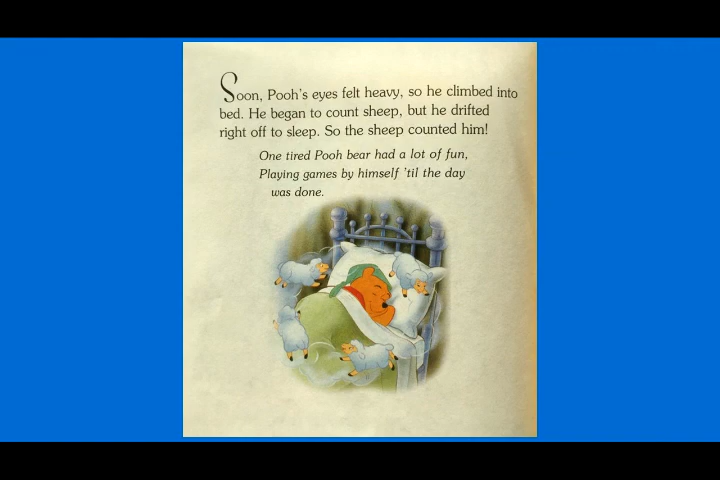 Soon, Pooh's eyes felt heavy, so he climbed into
bed. He began to count sheep, but he drifted
right off to sleep. So the sheep counted him!
One tired Pooh bear had a lot of fun,
Playing games by himself 'til the day
was done.